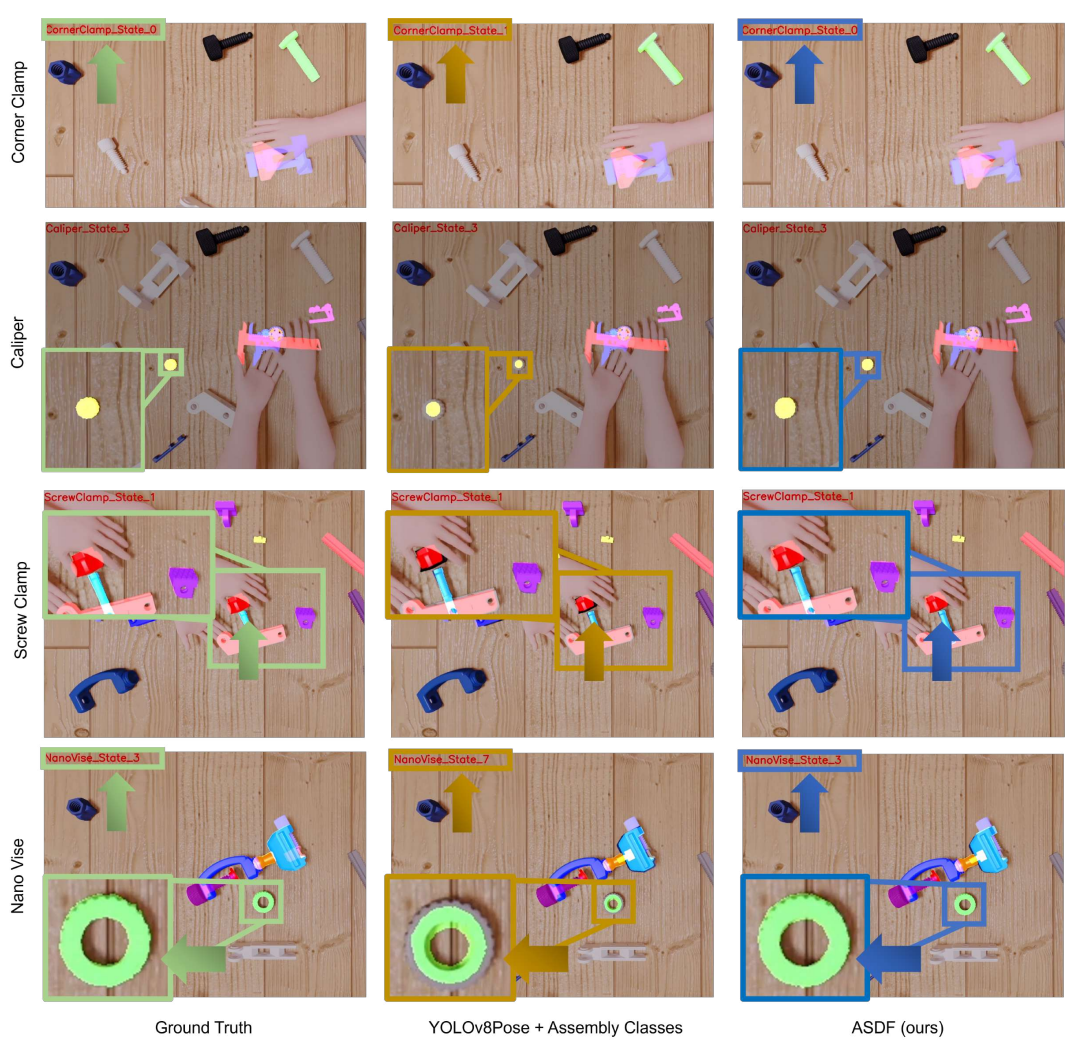 Corner Clamp
CornerClamp_State_0
CornerClamp_State_1
CornerClamp_State_0
Caliper
Caliper_State_3
Caliper_State_3
Caliper_State_3
Screw Clamp
ScrewClamp_State_1
ScrewClamp_State_1
ScrewClamp_State_1
Nano Vise
NanoVise_State_3
NanoVise_State_7
NanoVise_State_3
Ground Truth
YOLOv8Pose + Assembly Classes
ASDF (ours)